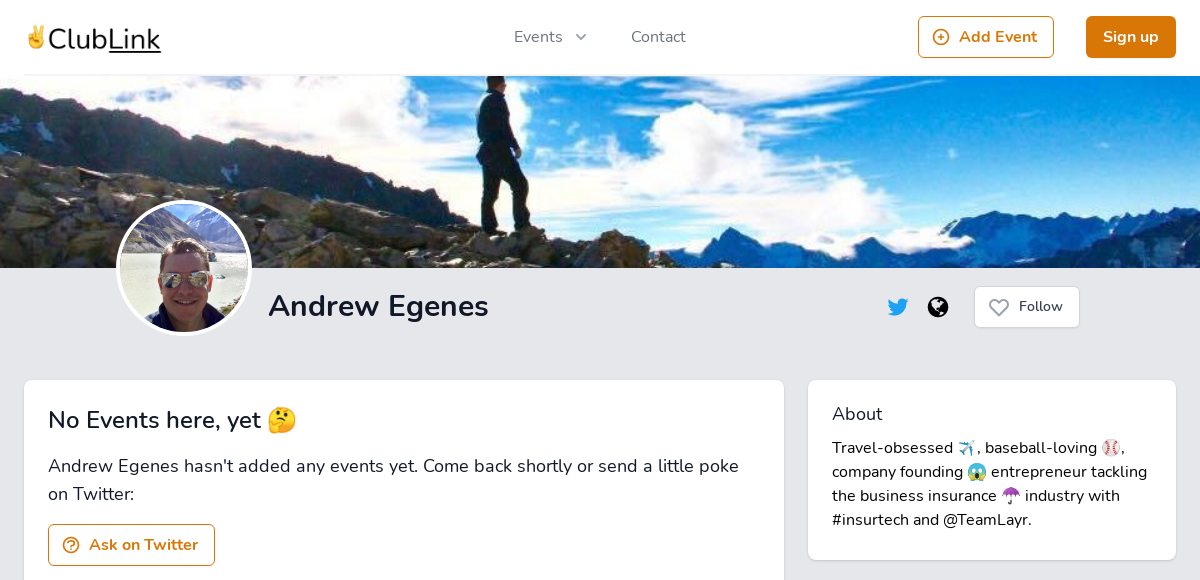 ✌️ClubLink
Events
Contact
Add Event
Sign up
Andrew Egenes
Follow
No Events here, yet 🤔
Andrew Egenes hasn't added any events yet. Come back shortly or send a little poke
on Twitter:
Ask on Twitter
About
Travel-obsessed ✈️, baseball-loving ⚾,
company founding 😱 entrepreneur tackling
the business insurance ☂️ industry with
#insurtech and @TeamLayr.